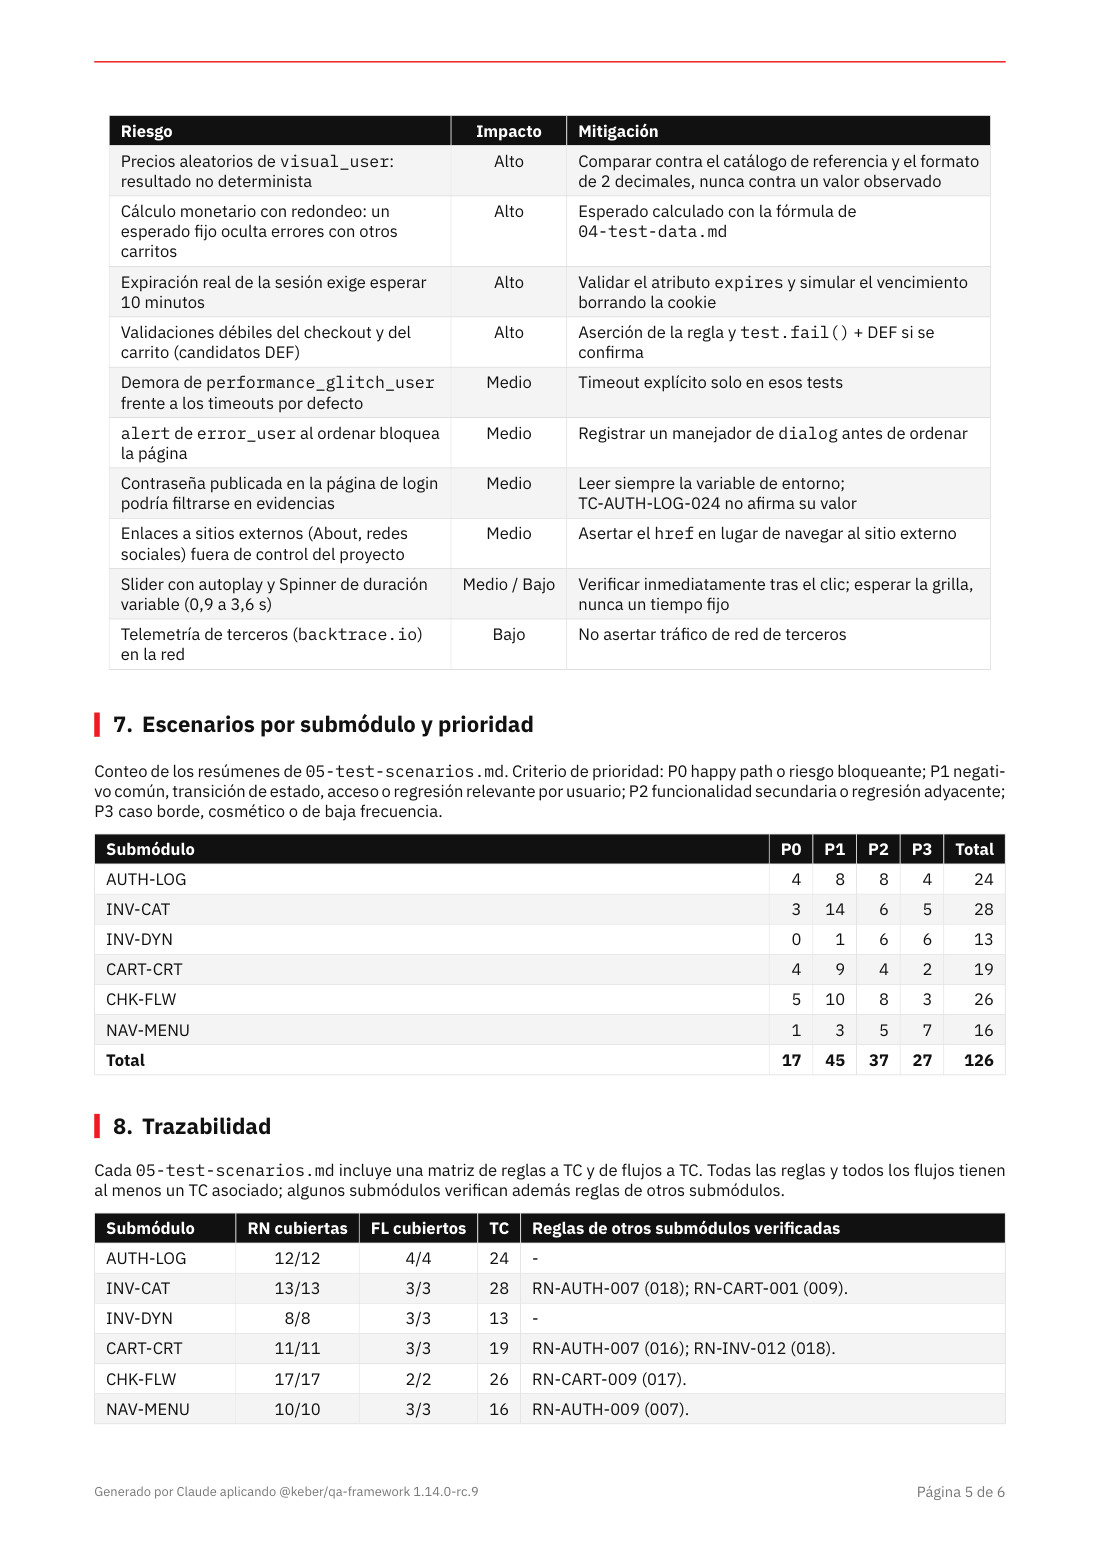 Riesgo Impacto Mitigación
Precios aleatorios de visual_user: Alto Comparar contra el catálogo de referencia y el formato
resultado no determinista de 2 decimales, nunca contra un valor observado
Cálculo monetario con redondeo: un Alto Esperado calculado con la fórmula de
esperado fijo oculta errores con otros 04-test-data.md
carritos
Expiración real de la sesión exige esperar Alto Validar el atributo expires y simular el vencimiento
10 minutos borrando la cookie
Validaciones débiles del checkout y del Alto Aserción de la regla y test.fail() + DEF si se
carrito (candidatos DEF) confirma
Demora de performance_glitch_user Medio Timeout explícito solo en esos tests
frente a los timeouts por defecto
alert de error_user al ordenar bloquea Medio Registrar un manejador de dialog antes de ordenar
la página
Contraseña publicada en la página de login Medio Leer siempre la variable de entorno;
podría filtrarse en evidencias TC-AUTH-LOG-024 no afirma su valor
Enlaces a sitios externos (About, redes Medio Asertar el href en lugar de navegar al sitio externo
sociales) fuera de control del proyecto
Slider con autoplay y Spinner de duración Medio / Bajo Verificar inmediatamente tras el clic; esperar la grilla,
variable (0,9 a 3,6 s) nunca un tiempo fijo
Telemetría de terceros (backtrace.io) Bajo No asertar tráfico de red de terceros
en la red
7. Escenarios por submódulo y prioridad
Conteo de los resúmenes de 05-test-scenarios.md. Criterio de prioridad: P0 happy path o riesgo bloqueante; P1 negati-
vo común, transición de estado, acceso o regresión relevante por usuario; P2 funcionalidad secundaria o regresión adyacente;
P3 caso borde, cosmético o de baja frecuencia.
Submódulo P0 P1 P2 P3 Total
AUTH-LOG 4 8 8 4 24
INV-CAT 3 14 6 5 28
INV-DYN 0 1 6 6 13
CART-CRT 4 9 4 2 19
CHK-FLW 5 10 8 3 26
NAV-MENU 1 3 5 7 16
Total 17 45 37 27 126
8. Trazabilidad
Cada 05-test-scenarios.md incluye una matriz de reglas a TC y de flujos a TC. Todas las reglas y todos los flujos tienen
al menos un TC asociado; algunos submódulos verifican además reglas de otros submódulos.
Submódulo RN cubiertas FL cubiertos TC Reglas de otros submódulos verificadas
AUTH-LOG 12/12 4/4 24 -
INV-CAT 13/13 3/3 28 RN-AUTH-007 (018); RN-CART-001 (009).
INV-DYN 8/8 3/3 13 -
CART-CRT 11/11 3/3 19 RN-AUTH-007 (016); RN-INV-012 (018).
CHK-FLW 17/17 2/2 26 RN-CART-009 (017).
NAV-MENU 10/10 3/3 16 RN-AUTH-009 (007).
Generado por Claude aplicando @keber/qa-framework 1.14.0-rc.9 Página 5 de 6